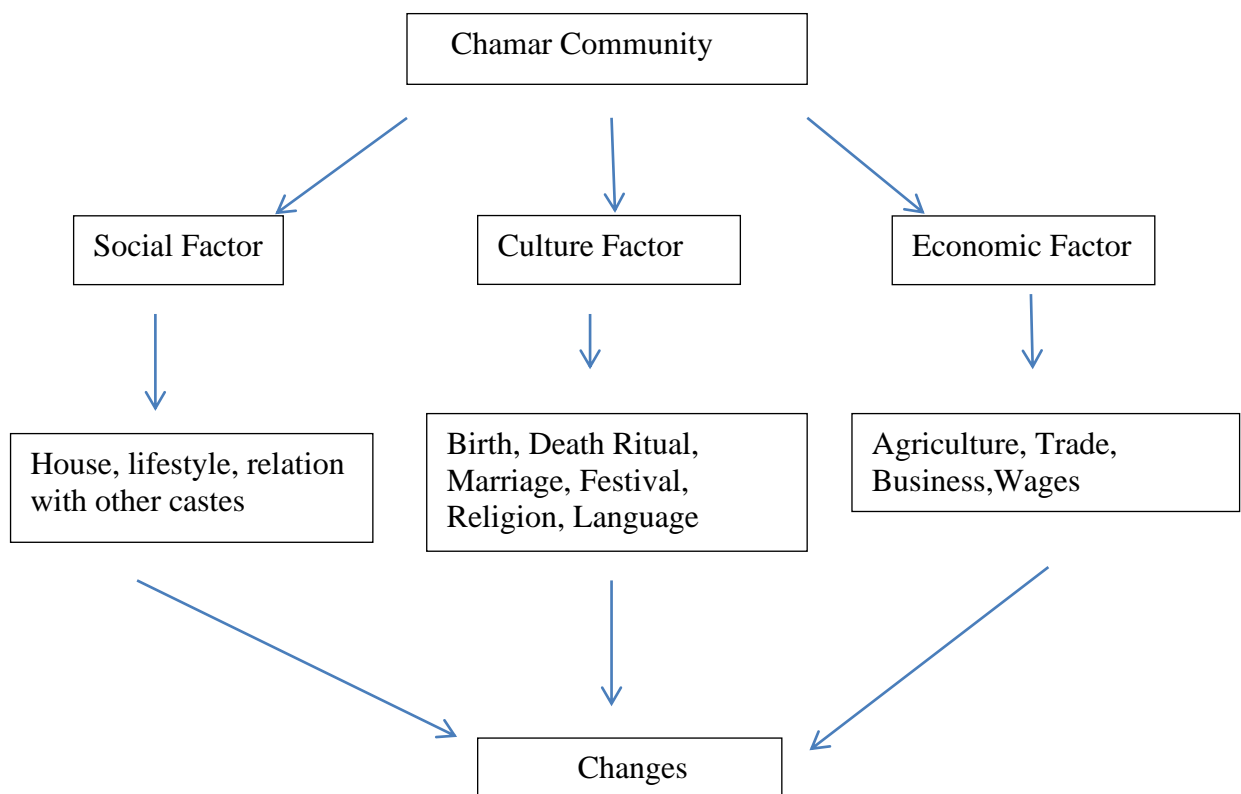 Chamar Community
Social Factor
Culture Factor
Economic Factor
House, lifestyle, relation
with other castes
Birth, Death Ritual,
Marriage, Festival,
Religion, Language
Agriculture, Trade,
Business,Wages
Changes